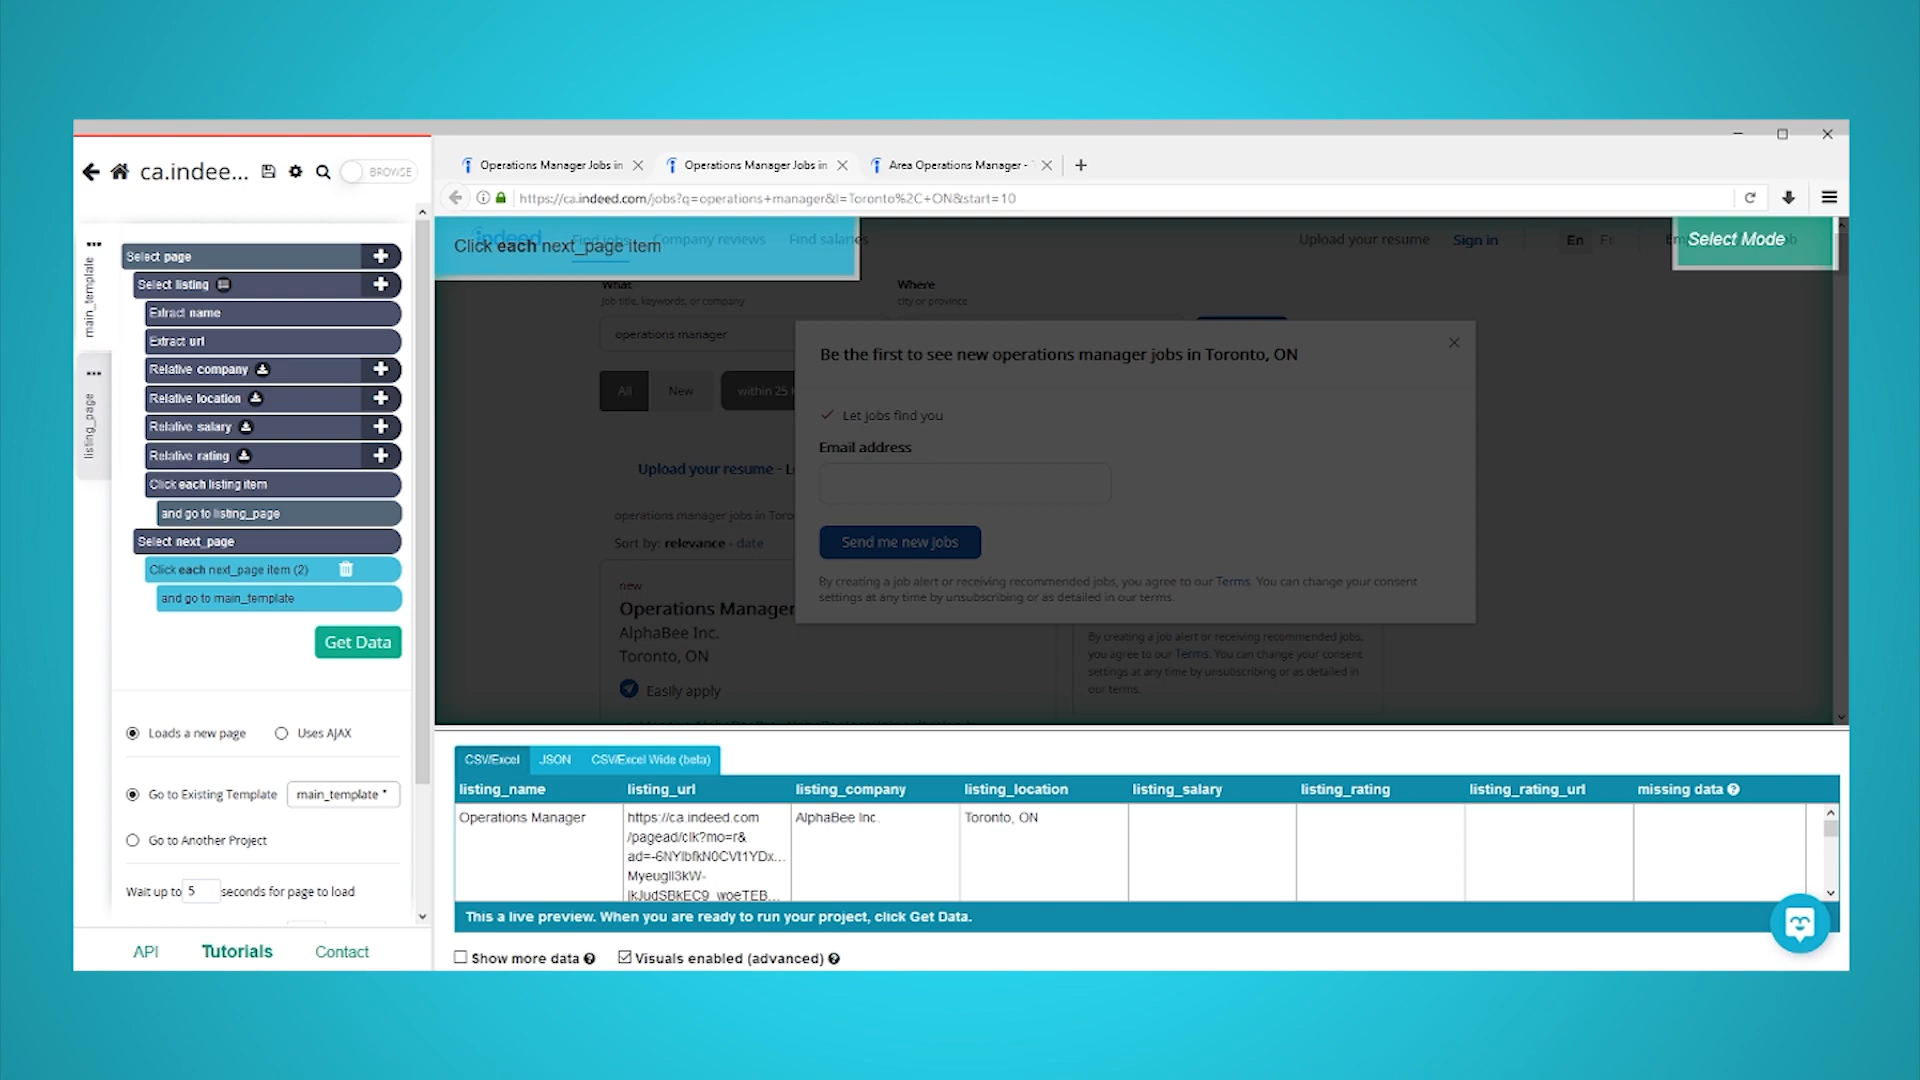 ca.indee...
BROWSE
Operations Manager Jobs in
Operations Manager Jobs in
Area Operations Manager -
https://ca.indeed.com/jobs?q=operations+manager&l=Toronto%2C+ON&start=10
main_template
listing_page
Select page
Select listing
Extract name
Extract url
Relative company
Relative location
Relative salary
Relative rating
Click each listing item
and go to listing_page
Select next_page
Click each next_page item (2)
and go to main_template
Get Data
Loads a new page
Uses AJAX
Go to Existing Template
main_template
Go to Another Project
Wait up to 5 seconds for page to load
API
Tutorials
Contact
indeed
Find jobs
Company reviews
Find salaries
Upload your resume
Sign in
En
Fr
Click each next_page item
Select Mode
What
Job title, keywords, or company
Where
city or province
operations manager
All
New
within 25
Upload your resume -
operations manager jobs in
Sort by: relevance - date
new
Operations Manager
AlphaBee Inc.
Toronto, ON
Easily apply
Be the first to see new operations manager jobs in Toronto, ON
Let jobs find you
Email address
Send me new jobs
By creating a job alert or receiving recommended jobs, you agree to our Terms. You can change your consent
settings at any time by unsubscribing or as detailed in our terms.
By creating a job alert or receiving recommended jobs,
you agree to our Terms. You can change your consent
settings at any time by unsubscribing or as detailed in
our terms.
CSV/Excel
JSON
CSV/Excel Wide (beta)
listing_name
listing_url
listing_company
listing_location
listing_salary
listing_rating
listing_rating_url
missing data
Operations Manager
https://ca.indeed.com
/pagead/clk?mo=r&
AlphaBee Inc.
Toronto, ON
This a live preview. When you are ready to run your project, click Get Data.
Show more data
Visuals enabled (advanced)